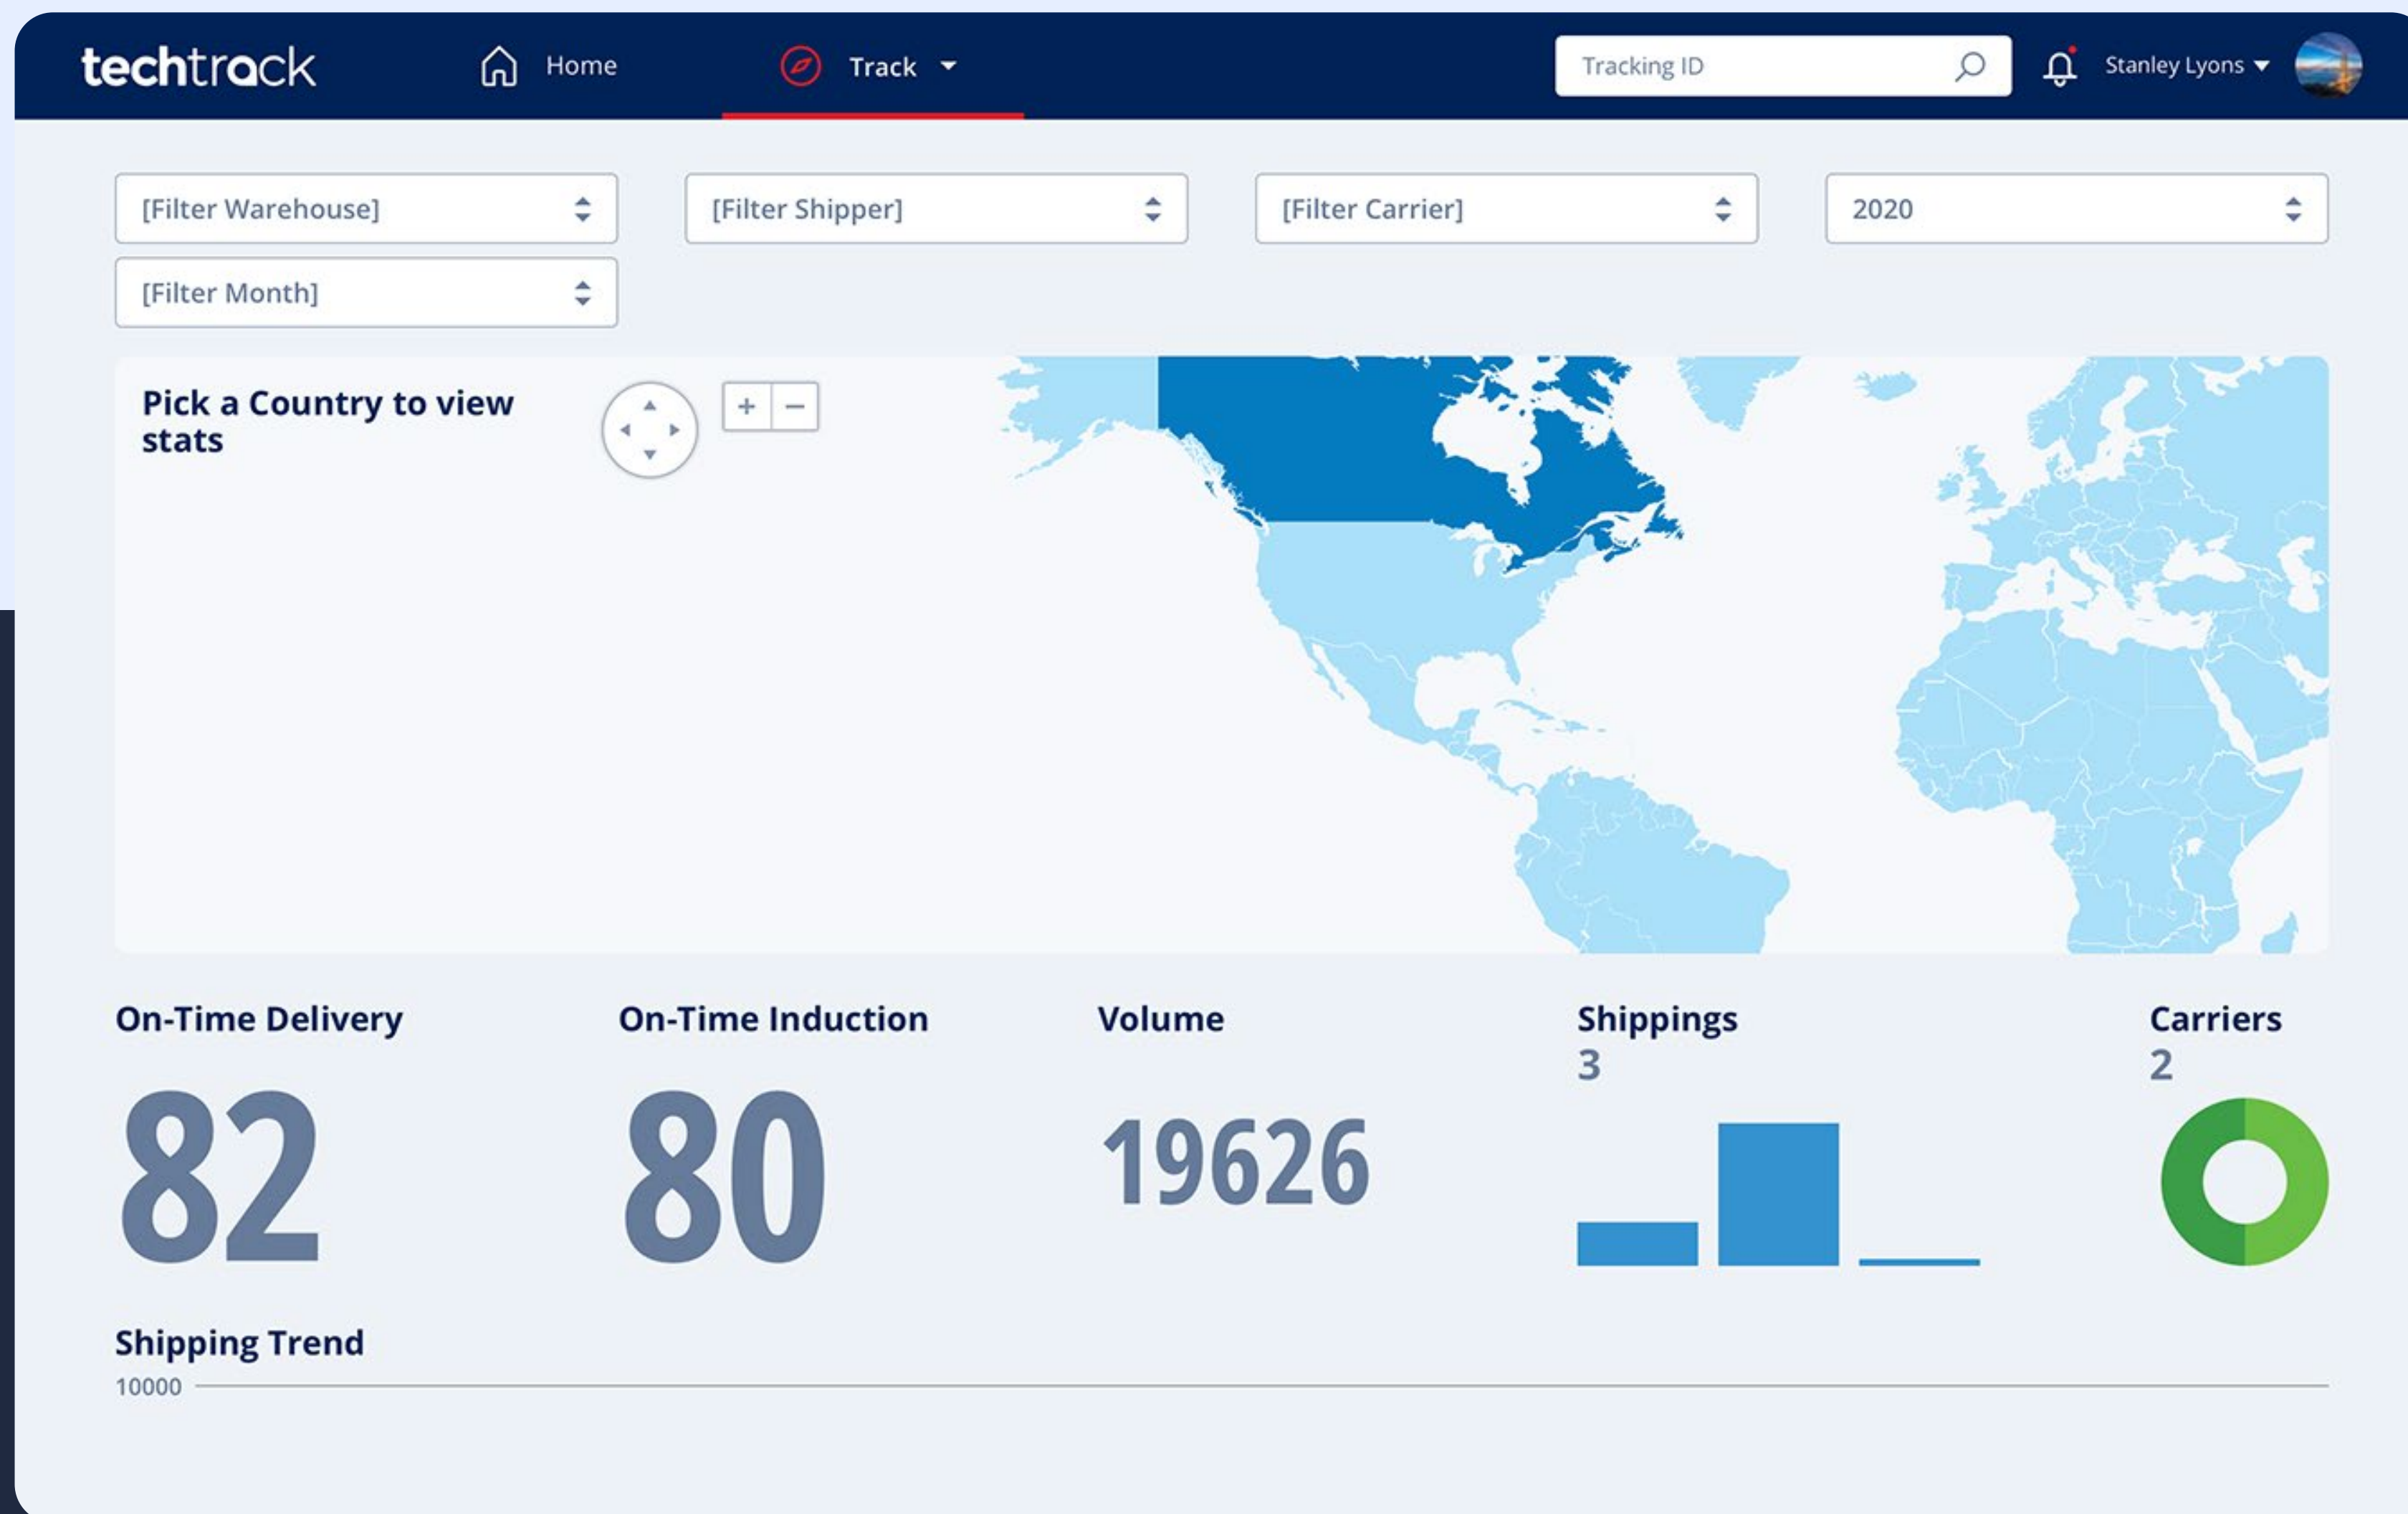 techtrack
Home
Track
Tracking ID
Stanley Lyons
[Filter Warehouse]
[Filter Shipper]
[Filter Carrier]
2020
[Filter Month]
Pick a Country to view
stats
On-Time Delivery
82
On-Time Induction
80
Volume
19626
Shippings
3
Carriers
2
Shipping Trend
10000